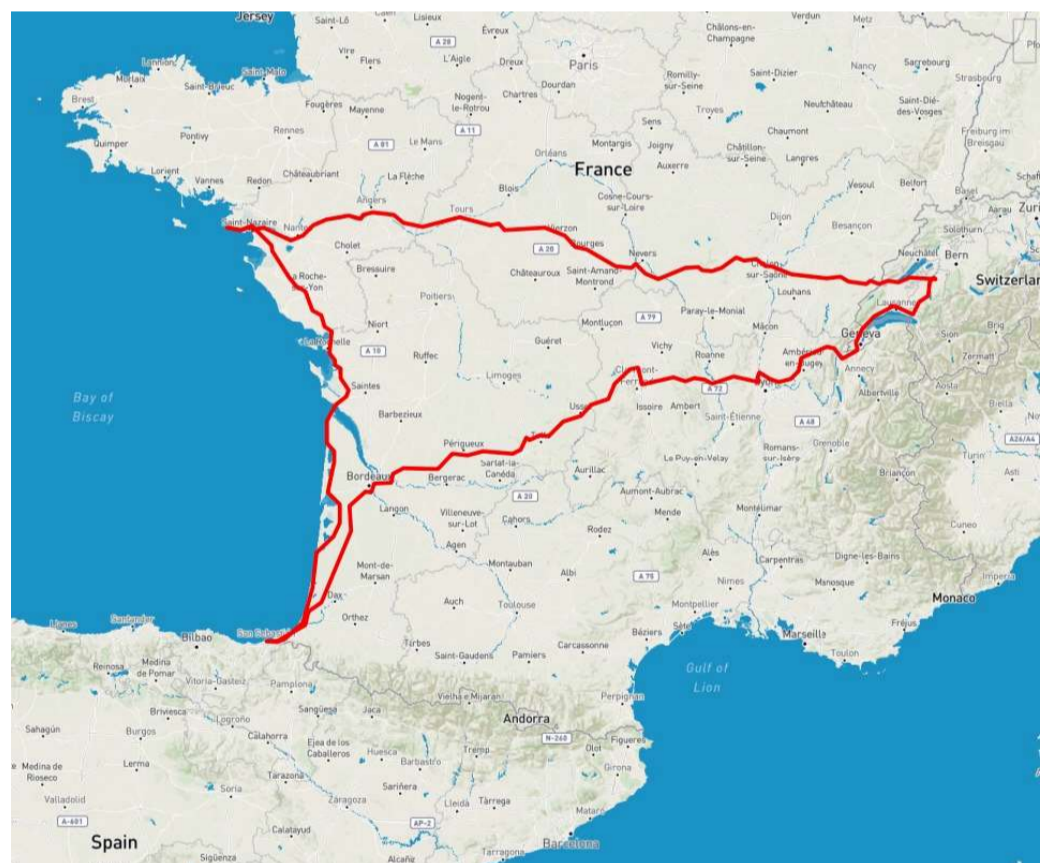 Jersey
Saint-Lô
Caen
Lisieux
Évreux
A 28
Verdun
Metz
Châlons-en-
Champagne
Vire
Flers
L'Aigle
Dreux
Paris
Saint-Dizier
Nancy
Sarrebourg
Strasbourg
Lannion
Morlaix
Saint-Brieuc
Saint-Malo
Brest
Fougères
Mayenne
Nogent-
le-Rotrou
Chartres
Dourdan
Romilly-
sur-Seine
Troyes
Neufchâteau
Saint-Dié-
des-Vosges
Quimper
Pontivy
Rennes
A 81
Le Mans
A 11
Sens
Montargis
Joigny
Auxerre
Chaumont
Châtillon-
sur-Seine
Langres
Freiburg im
Breisgau
Lorient
Vannes
Redon
Châteaubriant
La Flèche
Orléans
Blois
France
Cosne-Cours-
sur-Loire
Vesoul
Belfort
Basel
Aarau
Saint-Nazaire
Angers
Tours
Vierzon
Dijon
Besançon
Solothurn
Cholet
A 20
Bourges
Nevers
Neuchâtel
Bern
Bressuire
Châteauroux
Saint-Amand-
Montrond
Louhans
Lausanne
Poitiers
Niort
Montluçon
A 79
Paray-le-Monial
Mâcon
Geneva
Sion
Brig
A 10
Ruffec
Guéret
Vichy
Roanne
Annecy
Zermatt
Saintes
Limoges
A 72
Albertville
Aosta
Biella
Bay of
Biscay
Barbezieux
Issoire
Ambert
Saint-Étienne
A 48
Grenoble
A26/A4
Périgueux
Le Puy-en-Velay
Romans-
sur-Isère
Turin
Asti
Bordeaux
Bergerac
Sarlat-la-
Canéda
Aurillac
Briançon
A 20
Aumont-Aubrac
Langon
Villeneuve-
sur-Lot
Cahors
Mende
Montélimar
Cuneo
Agen
Rodez
Mont-de-
Marsan
Montauban
Albi
A 75
Alès
Carpentras
Digne-les-Bains
Imperia
Nîmes
Manosque
Monaco
Dax
Auch
Toulouse
Montpellier
Llanes
Santander
Bilbao
San Sebasti
Orthez
Tarbes
Carcassonne
Béziers
Sète
Marseille
Fréjus
Toulon
Reinosa
Medina
de Pomar
Vitoria-Gasteiz
Pamplona
Saint-Gaudens
Pamiers
Gulf of
Lion
Vielha e Mijaran
Perpignan
Briviesca
Logroño
Sangüesa
Jaca
Andorra
Sahagún
Burgos
Calahorra
Ejea de los
Caballeros
Huesca
Barbastro
Tremp
N-260
Olot
Figueres
Medina de
Rioseco
Lerma
Tarazona
Girona
Valladolid
Soria
Sariñena
Zaragoza
Lleida
Tàrrega
Mataró
A-601
Spain
Calatayud
AP-2
Barcelona
Sigüenza
Alcañiz
Tarragona